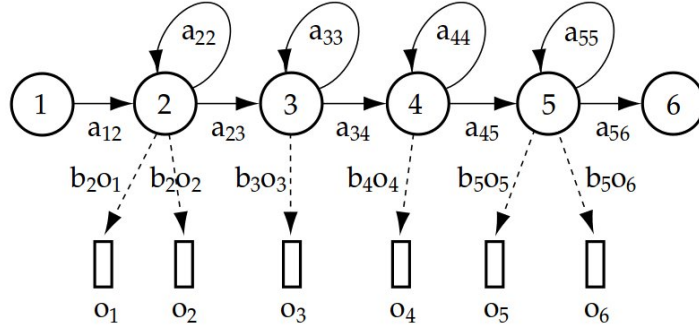 a₂₂ a₃₃ a₄₄ a₅₅
1 2 3 4 5 6
a₁₂ a₂₃ a₃₄ a₄₅ a₅₆
b₂o₁ b₂o₂ b₃o₃ b₄o₄ b₅o₅ b₅o₆
o₁ o₂ o₃ o₄ o₅ o₆